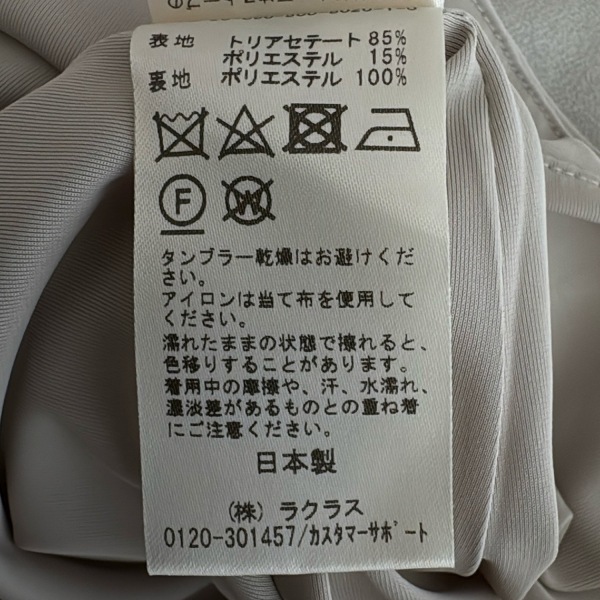 表地 トリアセテート 85%
ポリエステル 15%
裏地 ポリエステル 100%
F
W
タンブラー乾燥はお避けくだ
さい。
アイロンは当て布を使用して
ください。
濡れたままの状態で擦れると、
色移りすることがあります。
着用中の摩擦や、汗、水濡れ、
濃淡差があるものとの重ね着
にご注意ください。
日本製
(株) ラクラス
0120-301457/カスタマーサポート